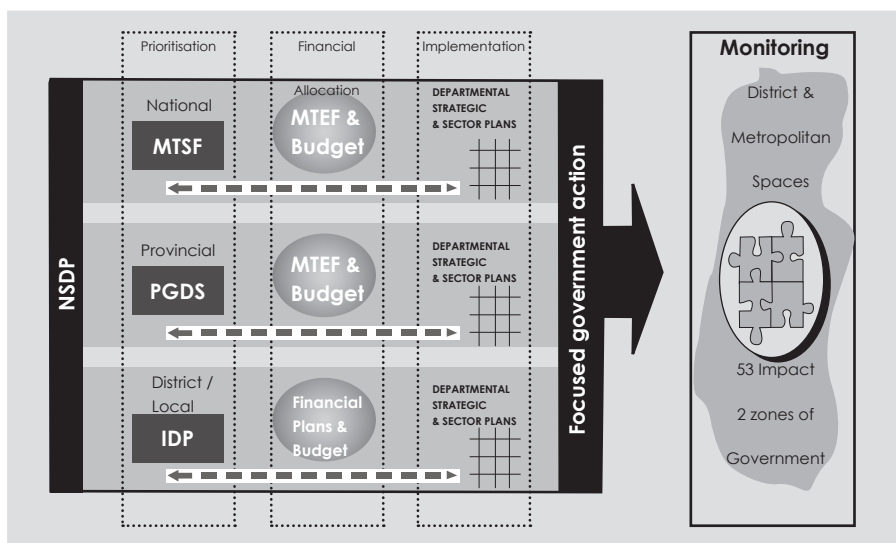 Prioritisation
Financial
Implementation
Monitoring
NSDP
National
MTSF
Allocation
MTEF &
Budget
DEPARTMENTAL
STRATEGIC
& SECTOR PLANS
Provincial
PGDS
MTEF &
Budget
DEPARTMENTAL
STRATEGIC
& SECTOR PLANS
District /
Local
IDP
Financial
Plans &
Budget
DEPARTMENTAL
STRATEGIC
& SECTOR PLANS
Focused government action
District &
Metropolitan
Spaces
53 Impact
2 zones of
Government